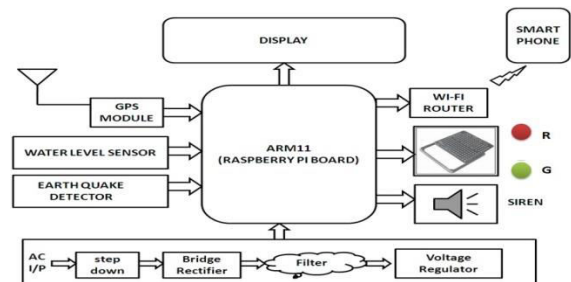 DISPLAY
SMART
PHONE
GPS
MODULE
WI-FI
ROUTER
ARM11
(RASPBERRY PI BOARD)
R
WATER LEVEL SENSOR
G
EARTH QUAKE
DETECTOR
SIREN
AC
I/P
step
down
Bridge
Rectifier
Filter
Voltage
Regulator